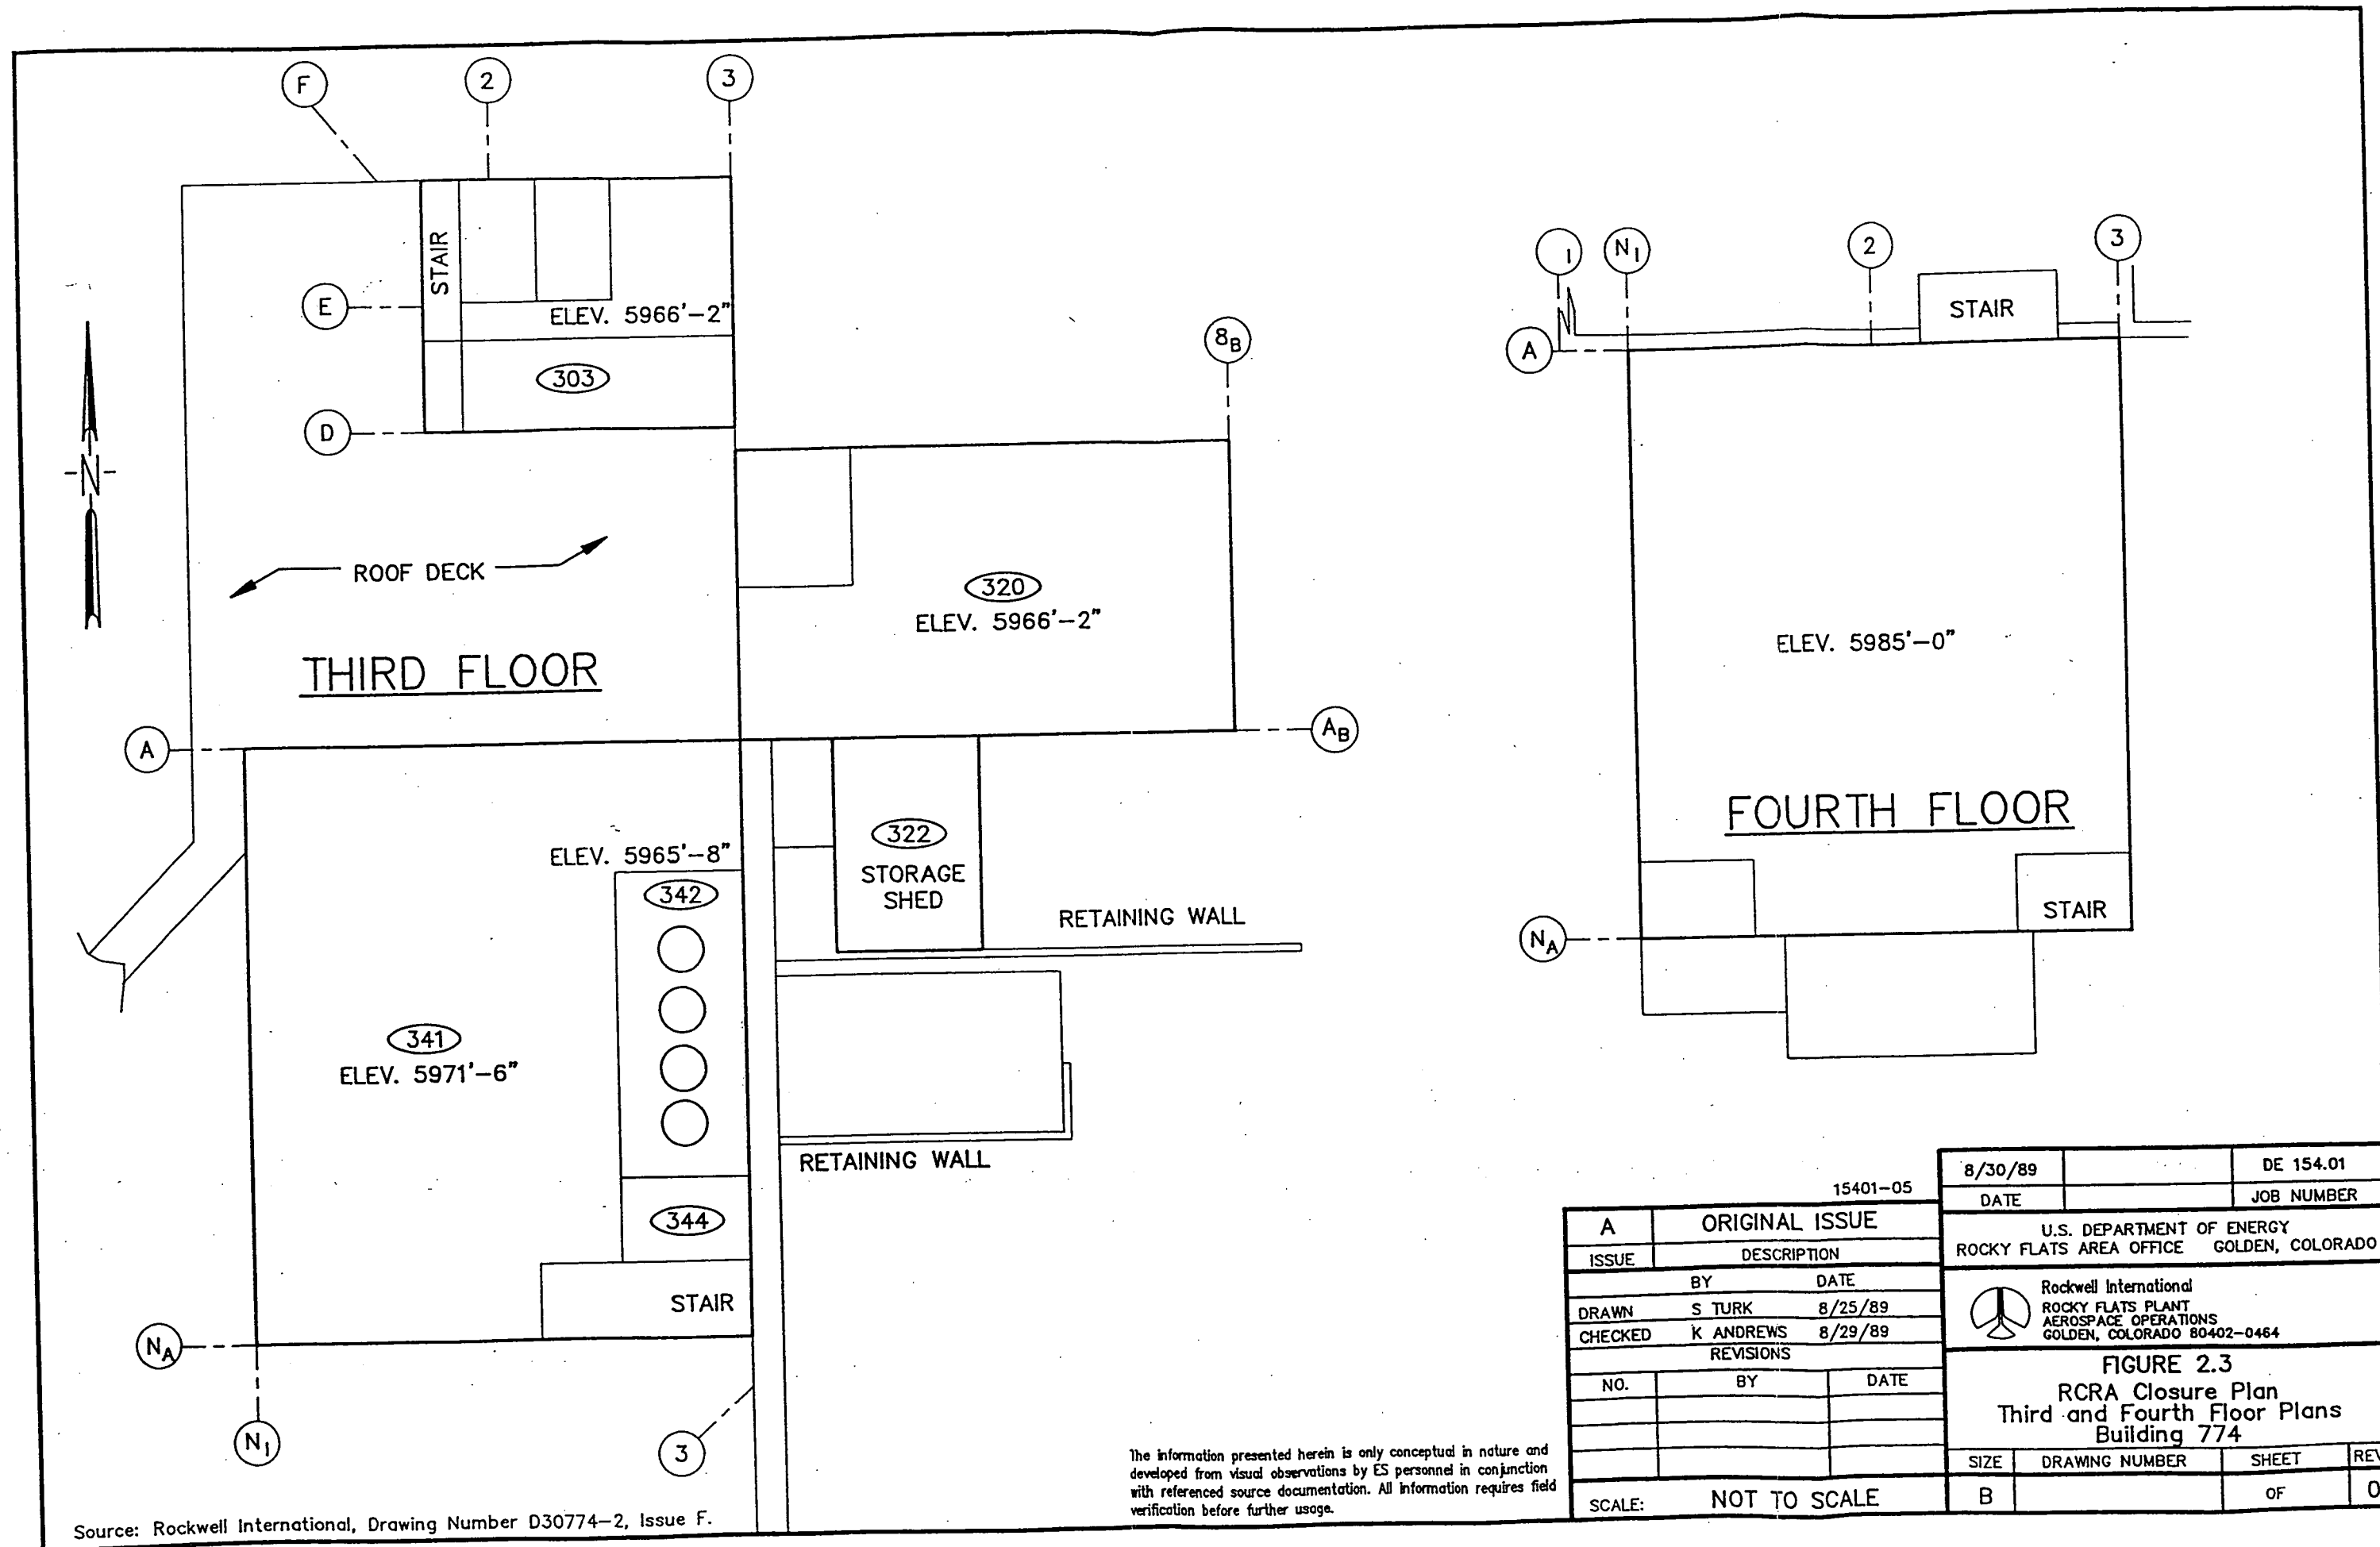 F
2
3
STAIR
E
ELEV. 5966'-2"
303
D
8B
N
ROOF DECK
320
ELEV. 5966'-2"
THIRD FLOOR
A
AB
ELEV. 5965'-8"
342
322
STORAGE
SHED
RETAINING WALL
341
ELEV. 5971'-6"
RETAINING WALL
344
STAIR
NA
N1
3
1
N1
2
3
STAIR
A
ELEV. 5985'-0"
FOURTH FLOOR
STAIR
NA
15401-05
A ORIGINAL ISSUE
ISSUE DESCRIPTION
BY DATE
DRAWN S TURK 8/25/89
CHECKED K ANDREWS 8/29/89
REVISIONS
NO. BY DATE
SCALE: NOT TO SCALE
8/30/89 DE 154.01
DATE JOB NUMBER
U.S. DEPARTMENT OF ENERGY
ROCKY FLATS AREA OFFICE GOLDEN, COLORADO
Rockwell International
ROCKY FLATS PLANT
AEROSPACE OPERATIONS
GOLDEN, COLORADO 80402-0464
FIGURE 2.3
RCRA Closure Plan
Third and Fourth Floor Plans
Building 774
SIZE DRAWING NUMBER SHEET REV
B OF 0
The information presented herein is only conceptual in nature and
developed from visual observations by ES personnel in conjunction
with referenced source documentation. All information requires field
verification before further usage.
Source: Rockwell International, Drawing Number D30774-2, Issue F.